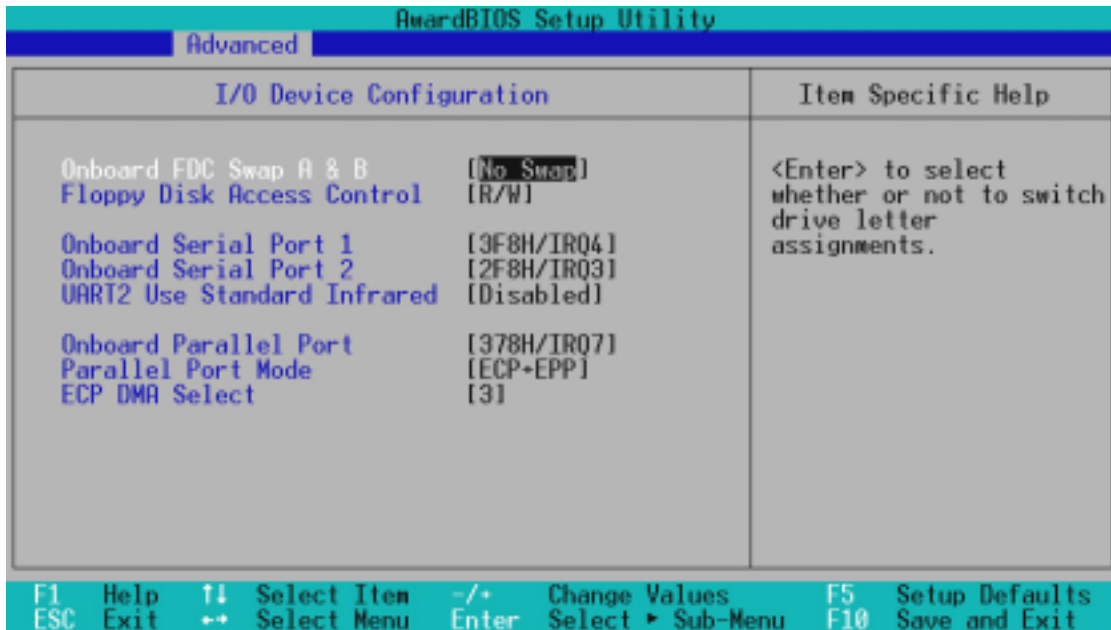 AwardBIOS Setup Utility
Advanced
I/O Device Configuration
Item Specific Help
Onboard FDC Swap A & B [No Swap]
Floppy Disk Access Control [R/W]
Onboard Serial Port 1 [3F8H/IRQ4]
Onboard Serial Port 2 [2F8H/IRQ3]
UART2 Use Standard Infrared [Disabled]
Onboard Parallel Port [378H/IRQ7]
Parallel Port Mode [ECP+EPP]
ECP DMA Select [3]
<Enter> to select
whether or not to switch
drive letter
assignments.
F1 Help ↑↓ Select Item -/+ Change Values F5 Setup Defaults
ESC Exit ←→ Select Menu Enter Select ► Sub-Menu F10 Save and Exit